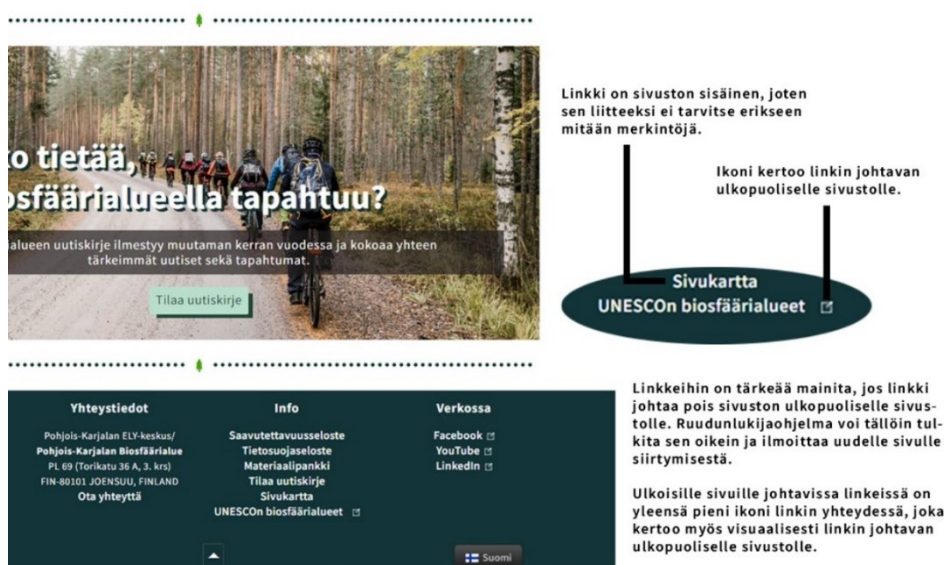 o tietää,
osfäärialueella tapahtuu?
alueen uutiskirje ilmestyy muutaman kerran vuodessa ja kokoaa yhteen
tärkeimmät uutiset sekä tapahtumat.
Tilaa uutiskirje
Linkki on sivuston sisäinen, joten
sen liitteeksi ei tarvitse erikseen
mitään merkintöjä.
Ikoni kertoo linkin johtavan
ulkopuoliselle sivustolle.
Sivukartta
UNESCOn biosfäärialueet
Yhteystiedot
Pohjois-Karjalan ELY-keskus/
Pohjois-Karjalan Biosfäärialue
PL 69 (Torikatu 36 A, 3. krs)
FIN-80101 JOENSUU, FINLAND
Ota yhteyttä
Info
Saavutettavuusseloste
Tietosuojaseloste
Materiaalipankki
Tilaa uutiskirje
Sivukartta
UNESCOn biosfäärialueet
Verkossa
Facebook
YouTube
LinkedIn
Suomi
Linkkeihin on tärkeää mainita, jos linkki
johtaa pois sivuston ulkopuoliselle sivus-
tolle. Ruudunlukijaohjelma voi tällöin tul-
kita sen oikein ja ilmoittaa uudelle sivulle
siirtymisestä.
Ulkoisille sivuille johtavissa linkeissä on
yleensä pieni ikoni linkin yhteydessä, joka
kertoo myös visuaalisesti linkin johtavan
ulkopuoliselle sivustolle.